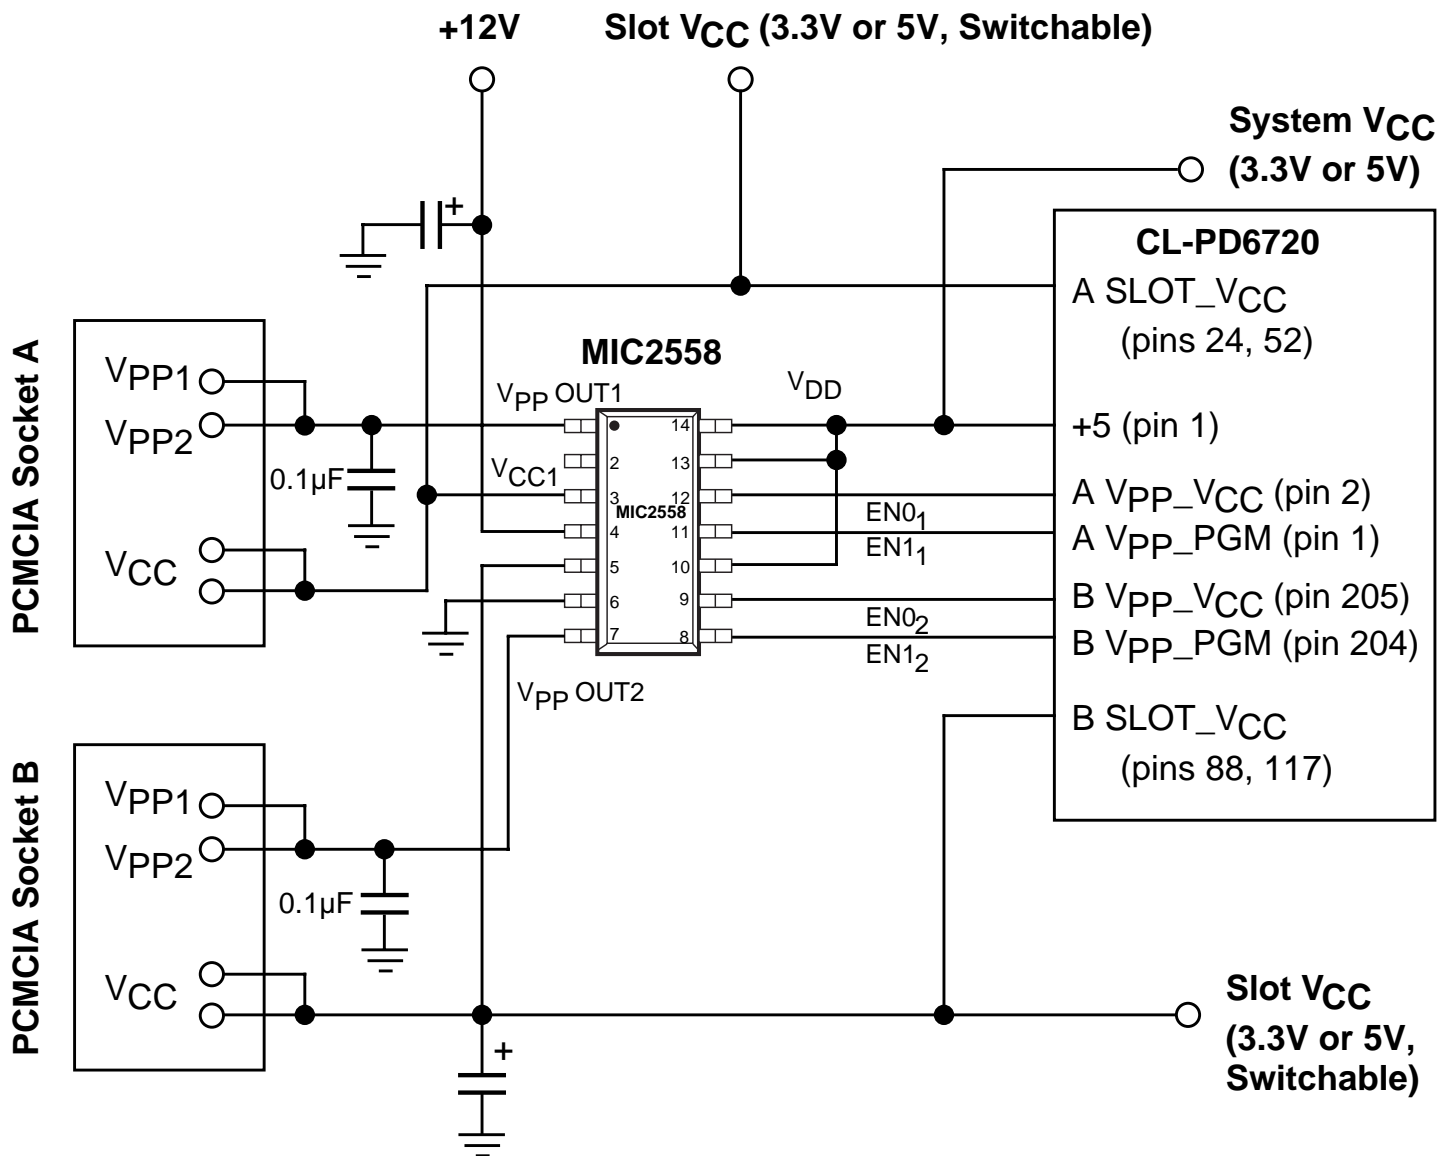 +12V
Slot VCC (3.3V or 5V, Switchable)
System VCC
(3.3V or 5V)
+
CL-PD6720
A SLOT_VCC
(pins 24, 52)
+5 (pin 1)
A VPP_VCC (pin 2)
A VPP_PGM (pin 1)
B VPP_VCC (pin 205)
B VPP_PGM (pin 204)
B SLOT_VCC
(pins 88, 117)
PCMCIA Socket A
VPP1
VPP2
VCC
0.1µF
MIC2558
VPP OUT1
VCC1
VDD
14
2
13
3
12
MIC2558
4
11
5
10
6
9
7
8
EN01
EN11
EN02
EN12
VPP OUT2
PCMCIA Socket B
VPP1
VPP2
VCC
0.1µF
+
Slot VCC
(3.3V or 5V,
Switchable)